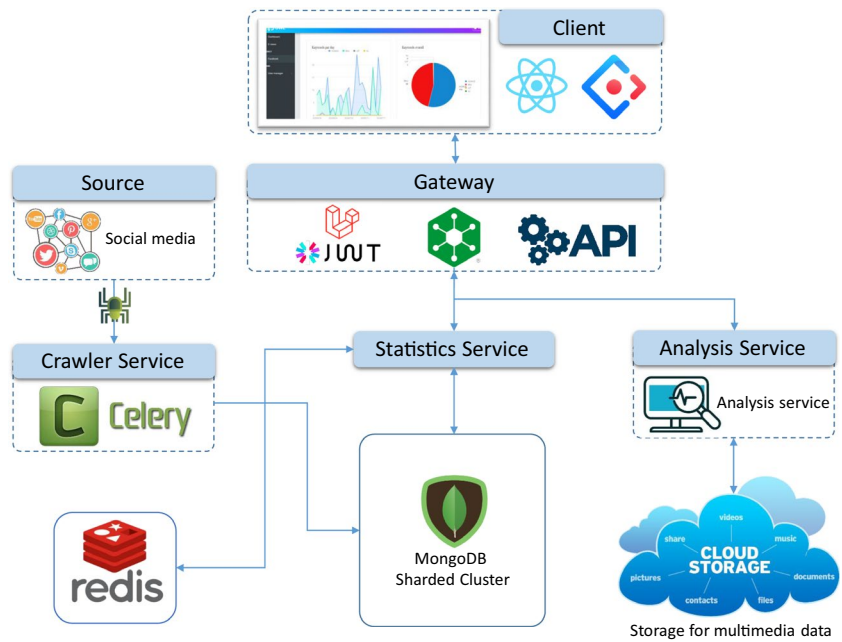 Client
Source
Social media
Gateway
JWT
API
Crawler Service
Celery
Statistics Service
Analysis Service
Analysis service
redis
MongoDB
Sharded Cluster
videos
share
music
CLOUD
STORAGE
pictures
documents
contacts
files
Storage for multimedia data